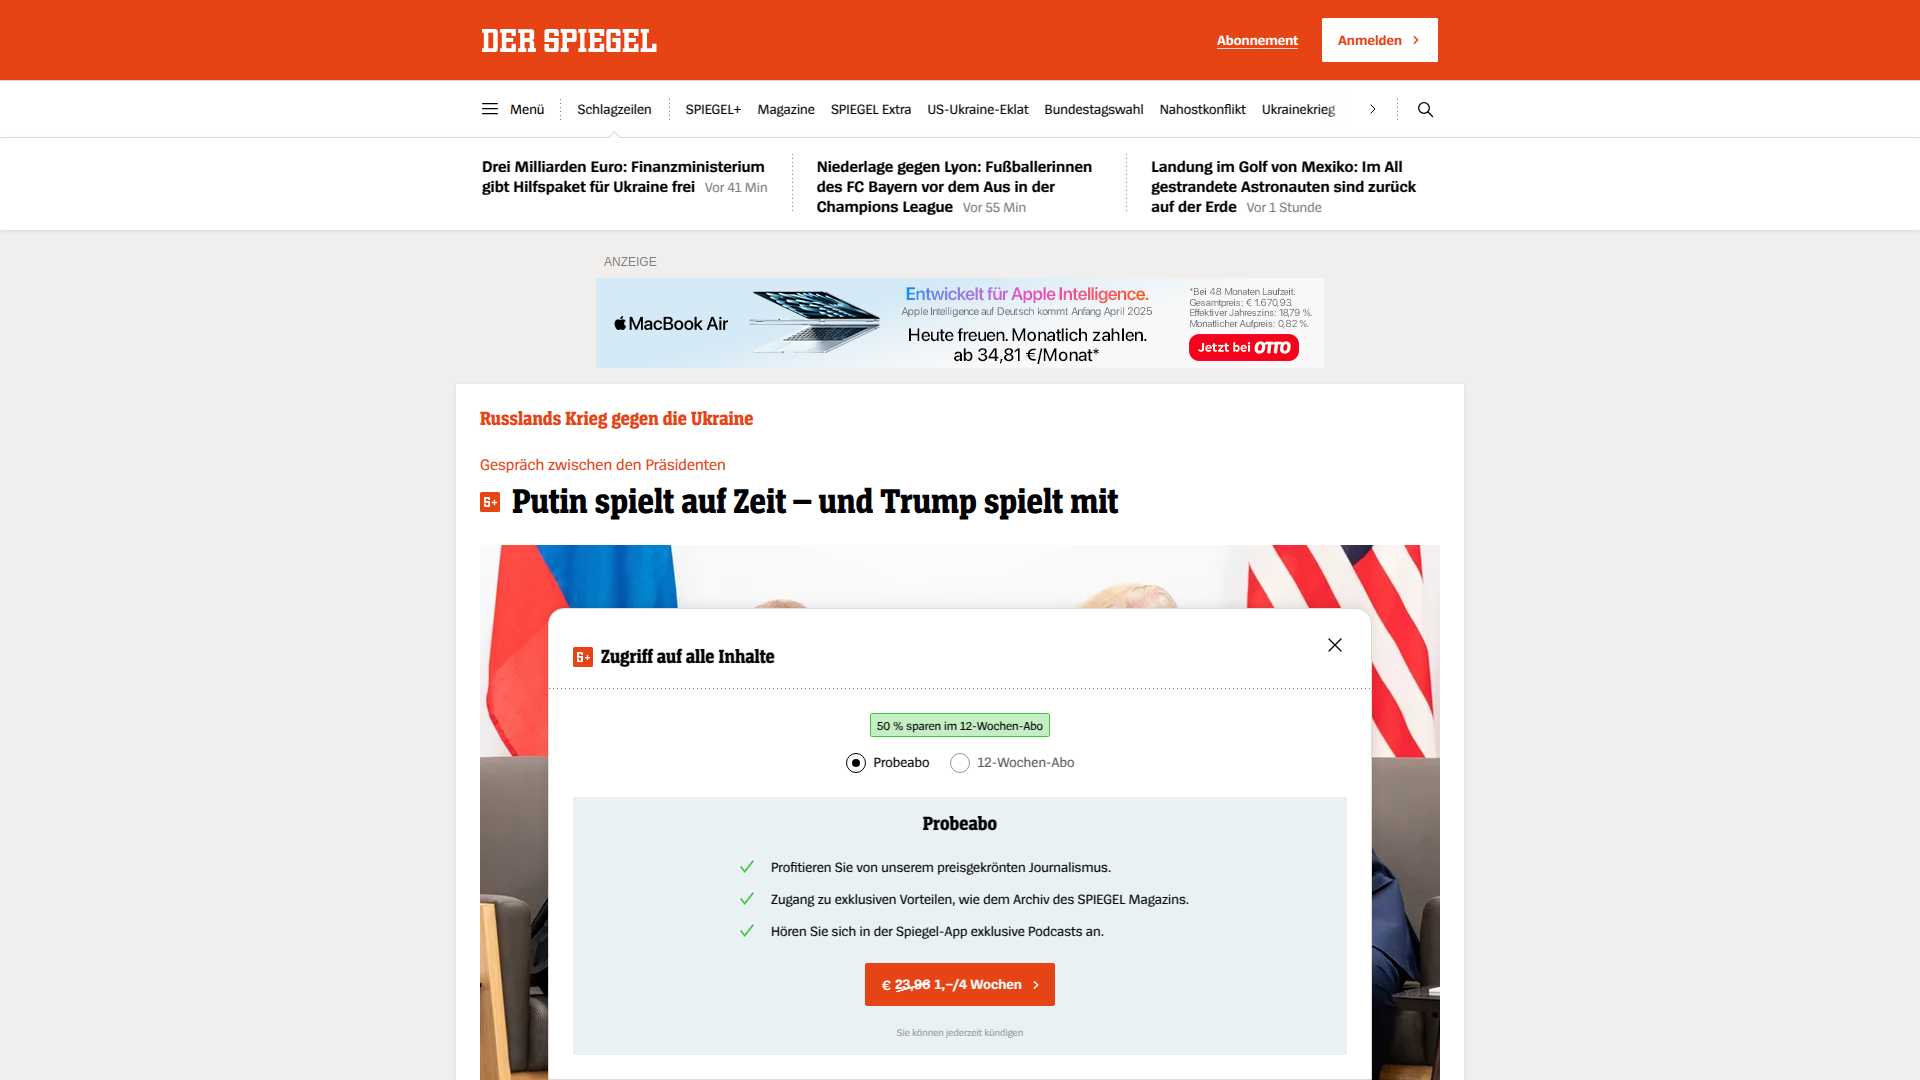 DER SPIEGEL
Abonnement
Anmelden
Menü
Schlagzeilen
SPIEGEL+
Magazine
SPIEGEL Extra
US-Ukraine-Eklat
Bundestagswahl
Nahostkonflikt
Ukrainekrieg
Drei Milliarden Euro: Finanzministerium
gibt Hilfspaket für Ukraine frei Vor 41 Min
Niederlage gegen Lyon: Fußballerinnen
des FC Bayern vor dem Aus in der
Champions League Vor 55 Min
Landung im Golf von Mexiko: Im All
gestrandete Astronauten sind zurück
auf der Erde Vor 1 Stunde
ANZEIGE
MacBook Air
Entwickelt für Apple Intelligence.
Apple Intelligence auf Deutsch kommt Anfang April 2025
Heute freuen. Monatlich zahlen.
ab 34,81 €/Monat*
*Bei 48 Monaten Laufzeit:
Gesamtpreis: € 1.670,93.
Effektiver Jahreszins: 18,79 %.
Monatlicher Aufpreis: 0,82 %.
Jetzt bei OTTO
Russlands Krieg gegen die Ukraine
Gespräch zwischen den Präsidenten
S+ Putin spielt auf Zeit – und Trump spielt mit
S+ Zugriff auf alle Inhalte
50 % sparen im 12-Wochen-Abo
Probeabo
12-Wochen-Abo
Probeabo
Profitieren Sie von unserem preisgekrönten Journalismus.
Zugang zu exklusiven Vorteilen, wie dem Archiv des SPIEGEL Magazins.
Hören Sie sich in der Spiegel-App exklusive Podcasts an.
€ 23,96 1,–/4 Wochen
Sie können jederzeit kündigen